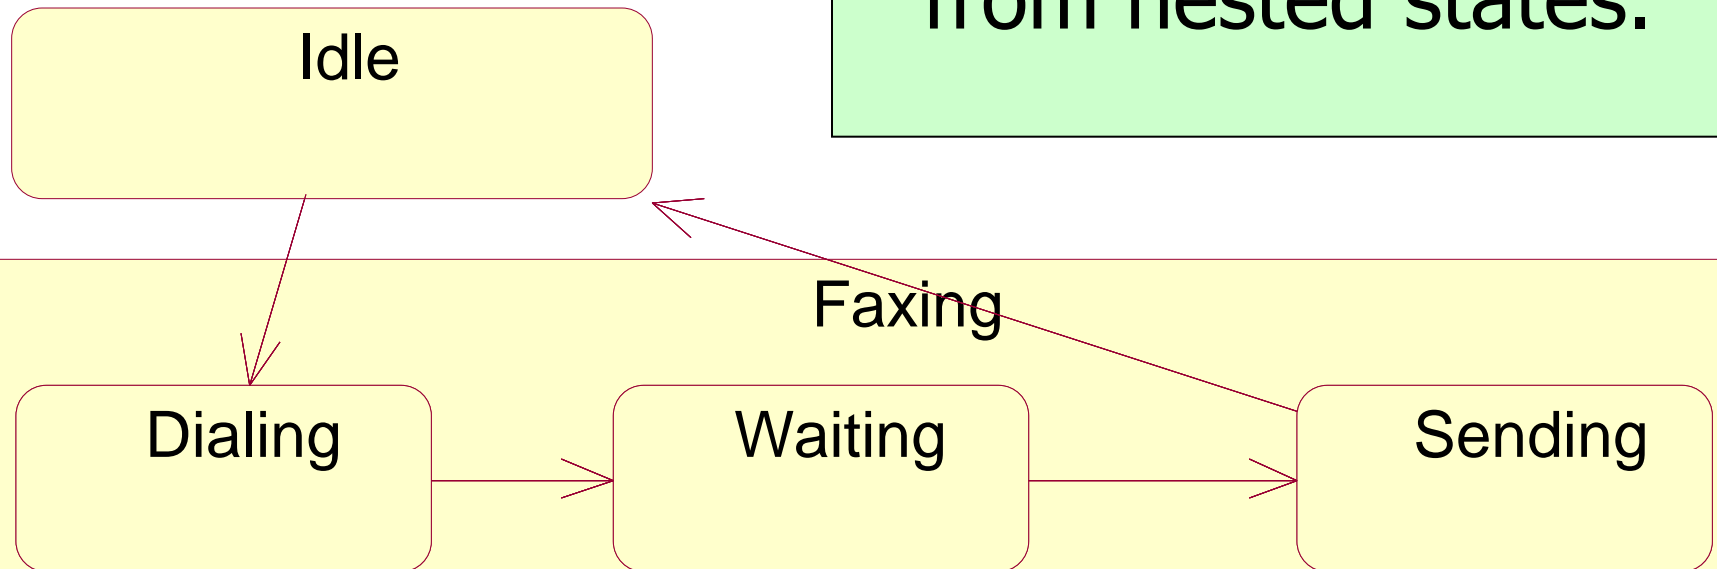 from nested states.
Idle
Faxing
Dialing
Waiting
Sending